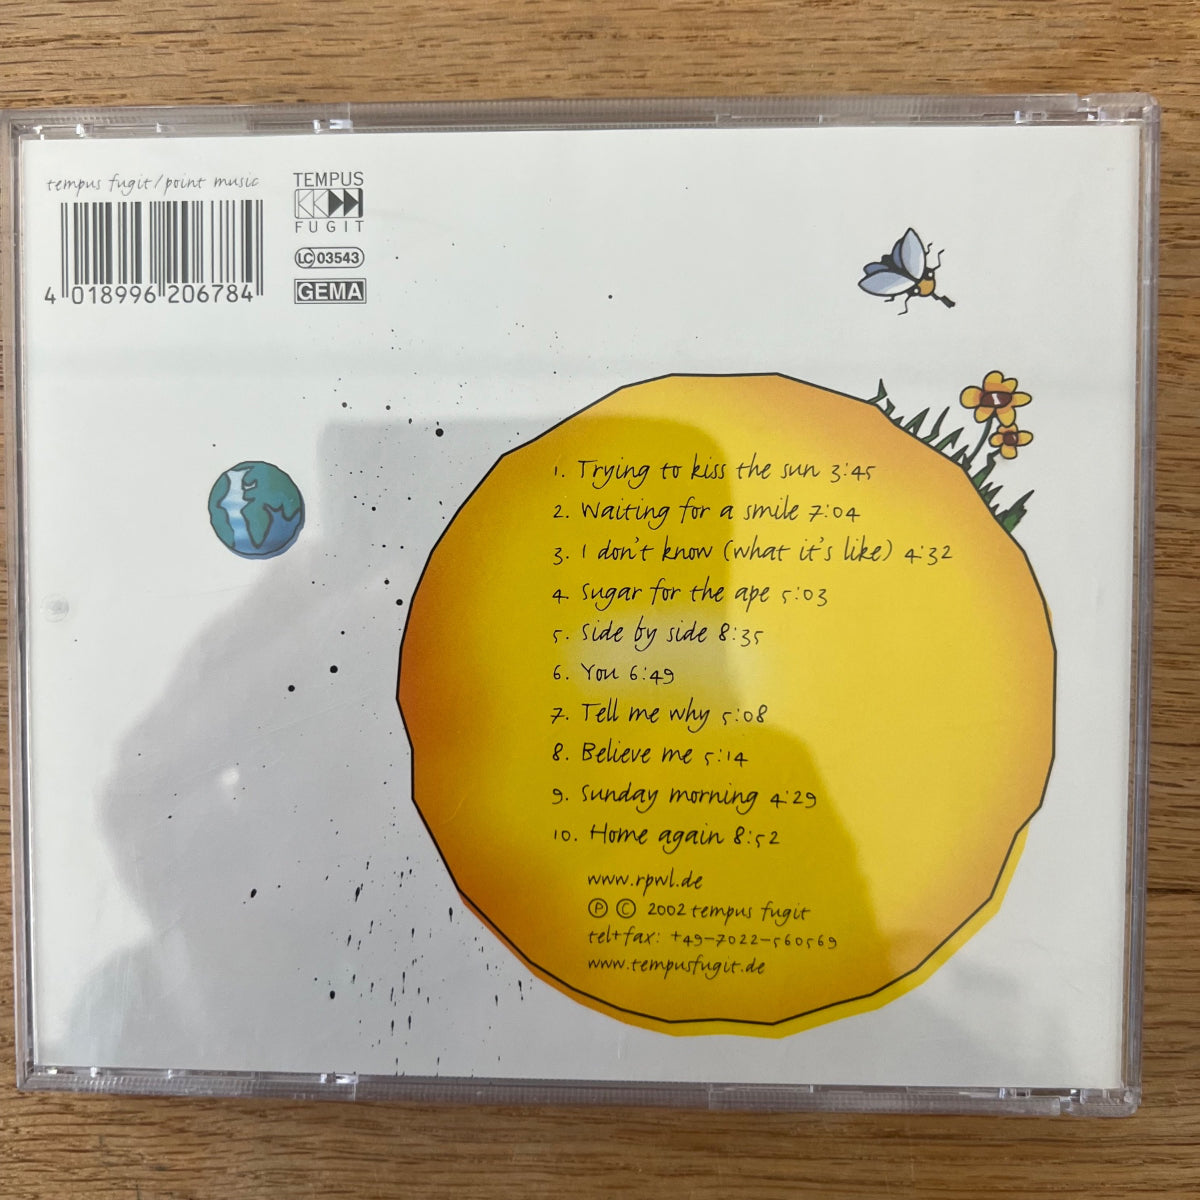 tempus fugit/point music
4 018996 206784
TEMPUS
FUGIT
LC 03543
GEMA
1. Trying to kiss the sun 3:45
2. Waiting for a smile 7:04
3. I don't know (what it's like) 4:32
4. Sugar for the ape 5:03
5. Side by side 8:35
6. You 6:49
7. Tell me why 5:08
8. Believe me 5:14
9. Sunday morning 4:29
10. Home again 8:52
www.rpwl.de
Ⓟ © 2002 tempus fugit
tel+fax: +49-7022-560569
www.tempusfugit.de